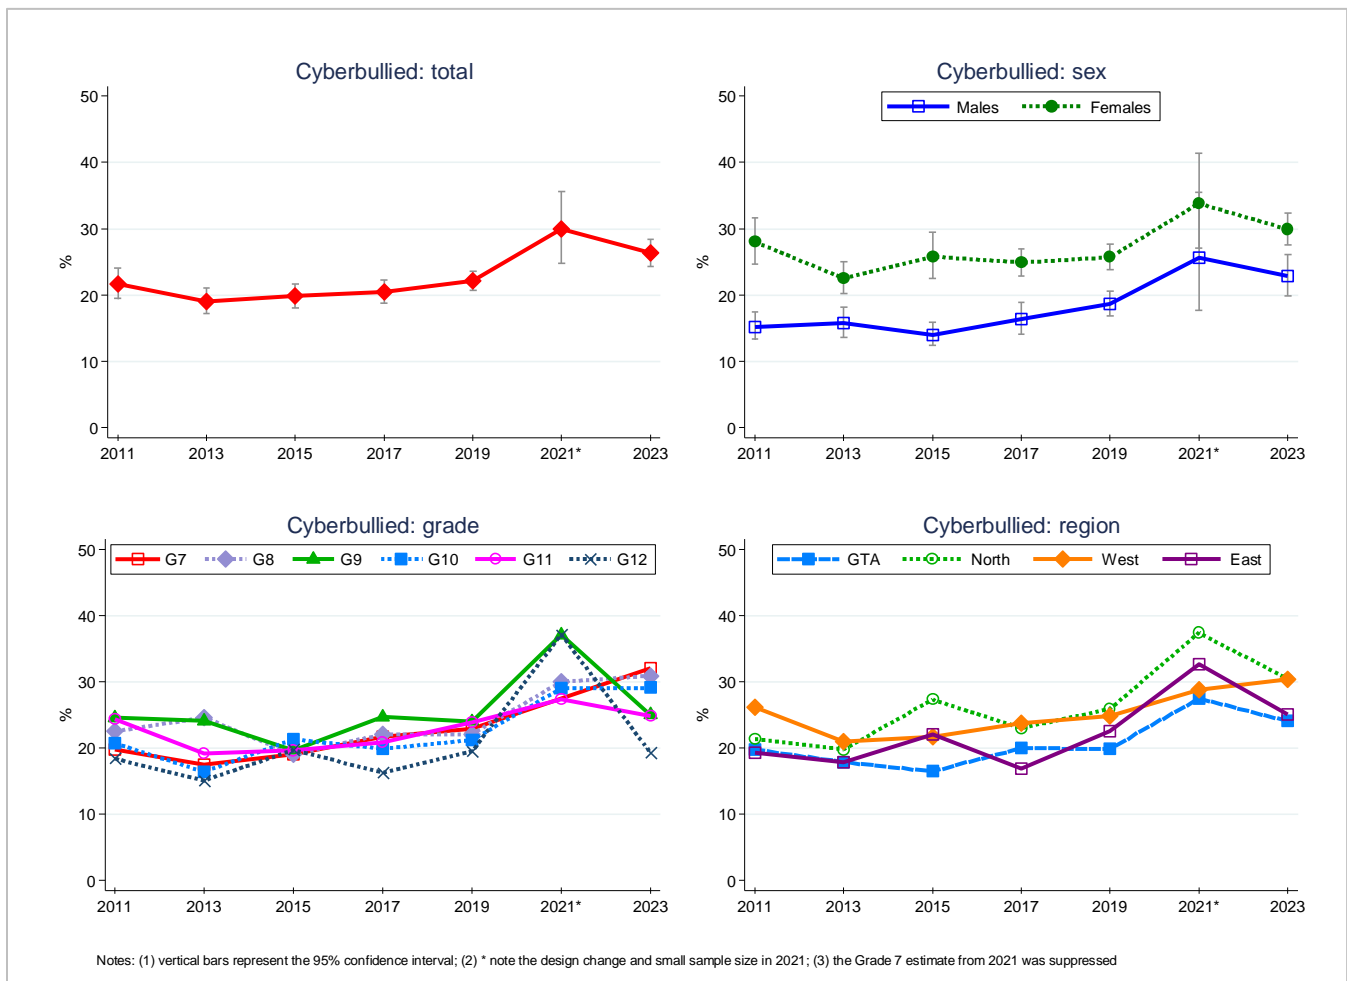 Cyberbullied: total
50
40
30
20
10
0
%
2011 2013 2015 2017 2019 2021* 2023
Cyberbullied: sex
Males Females
50
40
30
20
10
0
%
2011 2013 2015 2017 2019 2021* 2023
Cyberbullied: grade
G7 G8 G9 G10 G11 G12
50
40
30
20
10
0
%
2011 2013 2015 2017 2019 2021* 2023
Cyberbullied: region
GTA North West East
50
40
30
20
10
0
%
2011 2013 2015 2017 2019 2021* 2023
Notes: (1) vertical bars represent the 95% confidence interval; (2) * note the design change and small sample size in 2021; (3) the Grade 7 estimate from 2021 was suppressed